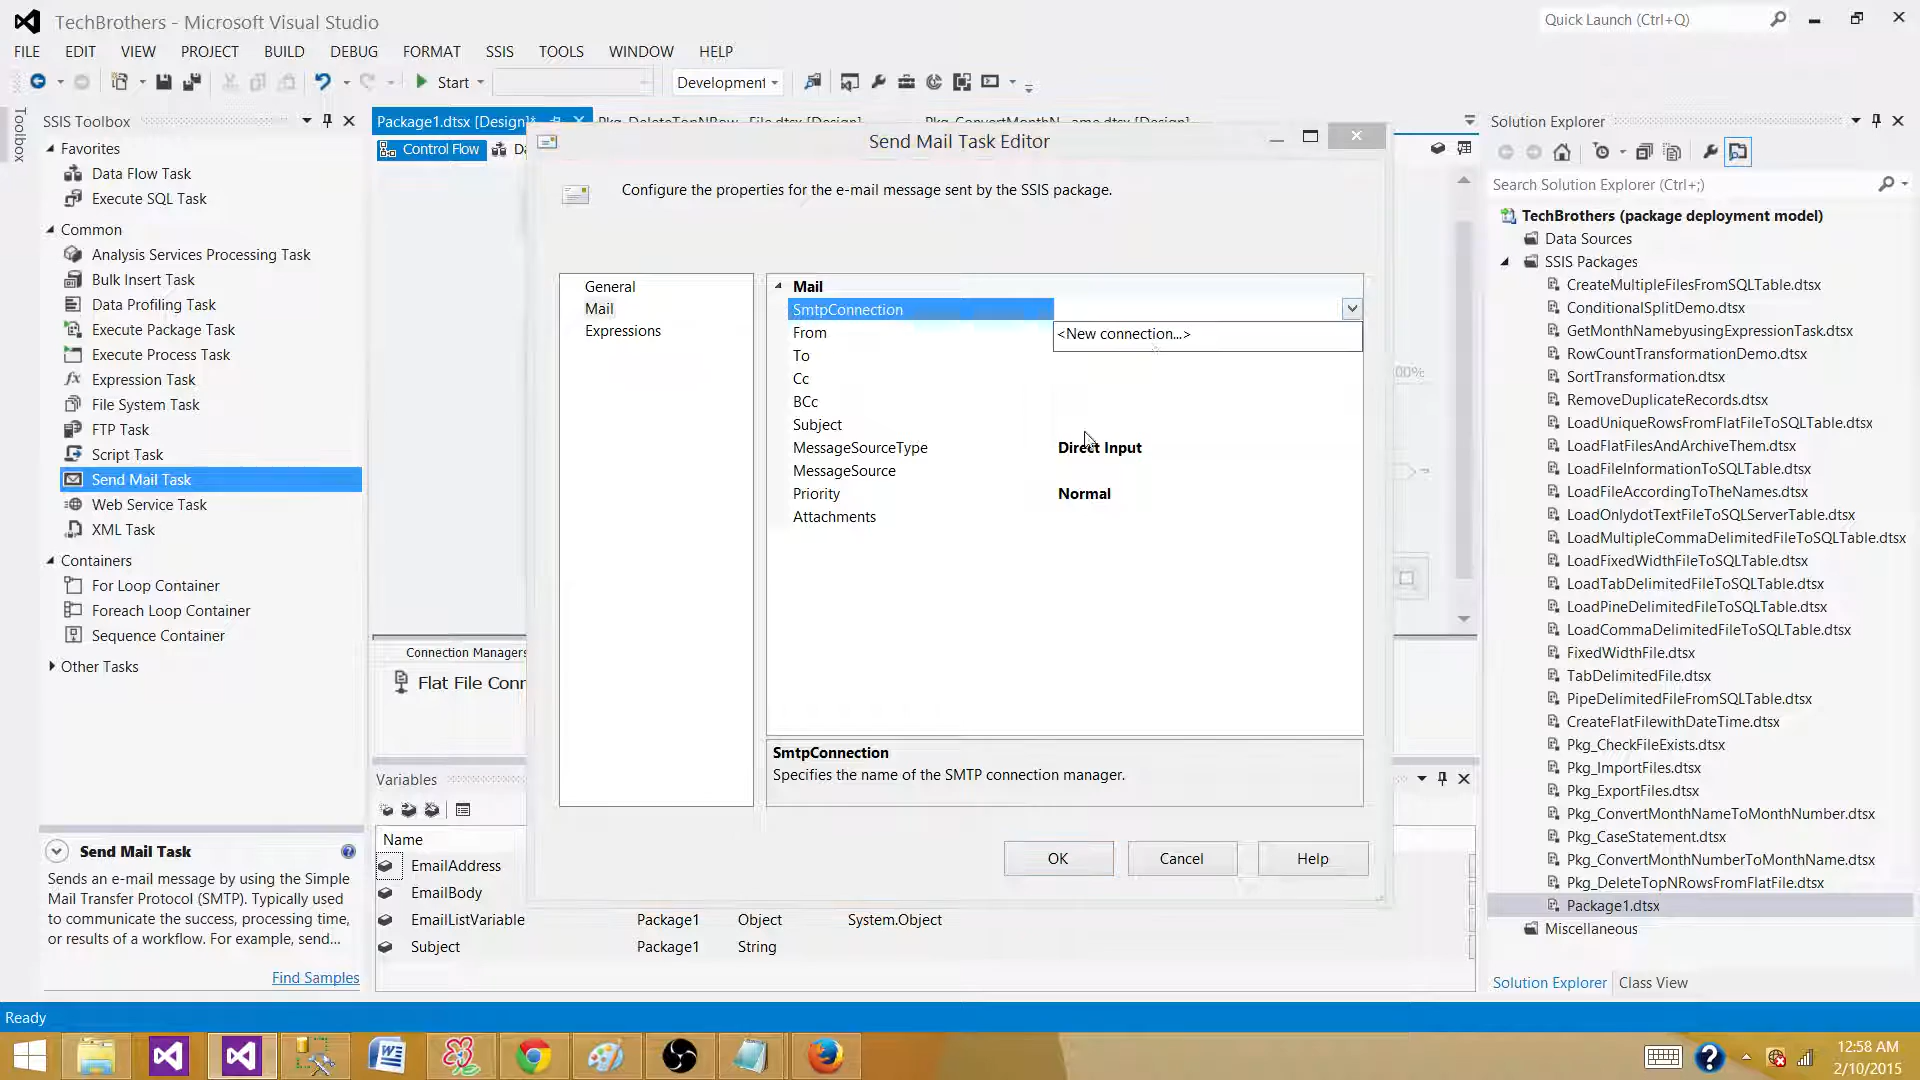 TechBrothers - Microsoft Visual Studio
Quick Launch (Ctrl+Q)
FILE EDIT VIEW PROJECT BUILD DEBUG FORMAT SSIS TOOLS WINDOW HELP
Start
Development
Toolbox
SSIS Toolbox
Favorites
Data Flow Task
Execute SQL Task
Common
Analysis Services Processing Task
Bulk Insert Task
Data Profiling Task
Execute Package Task
Execute Process Task
Expression Task
File System Task
FTP Task
Script Task
Send Mail Task
Web Service Task
XML Task
Containers
For Loop Container
Foreach Loop Container
Sequence Container
Other Tasks
Send Mail Task
Sends an e-mail message by using the Simple
Mail Transfer Protocol (SMTP). Typically used
to communicate the success, processing time,
or results of a workflow. For example, send...
Find Samples
Package1.dtsx [Design]*
Pkg_DeleteTopNRow...File.dtsx [Design]
Pkg_ConvertMonthN...ame.dtsx [Design]
Control Flow
Da
00%
Connection Managers
Flat File Conn
Send Mail Task Editor
Configure the properties for the e-mail message sent by the SSIS package.
General
Mail
Expressions
Mail
SmtpConnection
<New connection...>
From
To
Cc
BCc
Subject
MessageSourceType Direct Input
MessageSource
Priority Normal
Attachments
SmtpConnection
Specifies the name of the SMTP connection manager.
OK Cancel Help
Variables
Name
EmailAddress
EmailBody
EmailListVariable Package1 Object System.Object
Subject Package1 String
Solution Explorer
Search Solution Explorer (Ctrl+;)
TechBrothers (package deployment model)
Data Sources
SSIS Packages
CreateMultipleFilesFromSQLTable.dtsx
ConditionalSplitDemo.dtsx
GetMonthNamebyusingExpressionTask.dtsx
RowCountTransformationDemo.dtsx
SortTransformation.dtsx
RemoveDuplicateRecords.dtsx
LoadUniqueRowsFromFlatFileToSQLTable.dtsx
LoadFlatFilesAndArchiveThem.dtsx
LoadFileInformationToSQLTable.dtsx
LoadFileAccordingToTheNames.dtsx
LoadOnlydotTextFileToSQLServerTable.dtsx
LoadMultipleCommaDelimitedFileToSQLTable.dtsx
LoadFixedWidthFileToSQLTable.dtsx
LoadTabDelimitedFileToSQLTable.dtsx
LoadPineDelimitedFileToSQLTable.dtsx
LoadCommaDelimitedFileToSQLTable.dtsx
FixedWidthFile.dtsx
TabDelimitedFile.dtsx
PipeDelimitedFileFromSQLTable.dtsx
CreateFlatFilewithDateTime.dtsx
Pkg_CheckFileExists.dtsx
Pkg_ImportFiles.dtsx
Pkg_ExportFiles.dtsx
Pkg_ConvertMonthNameToMonthNumber.dtsx
Pkg_CaseStatement.dtsx
Pkg_ConvertMonthNumberToMonthName.dtsx
Pkg_DeleteTopNRowsFromFlatFile.dtsx
Package1.dtsx
Miscellaneous
Solution Explorer Class View
Ready
12:58 AM
2/10/2015